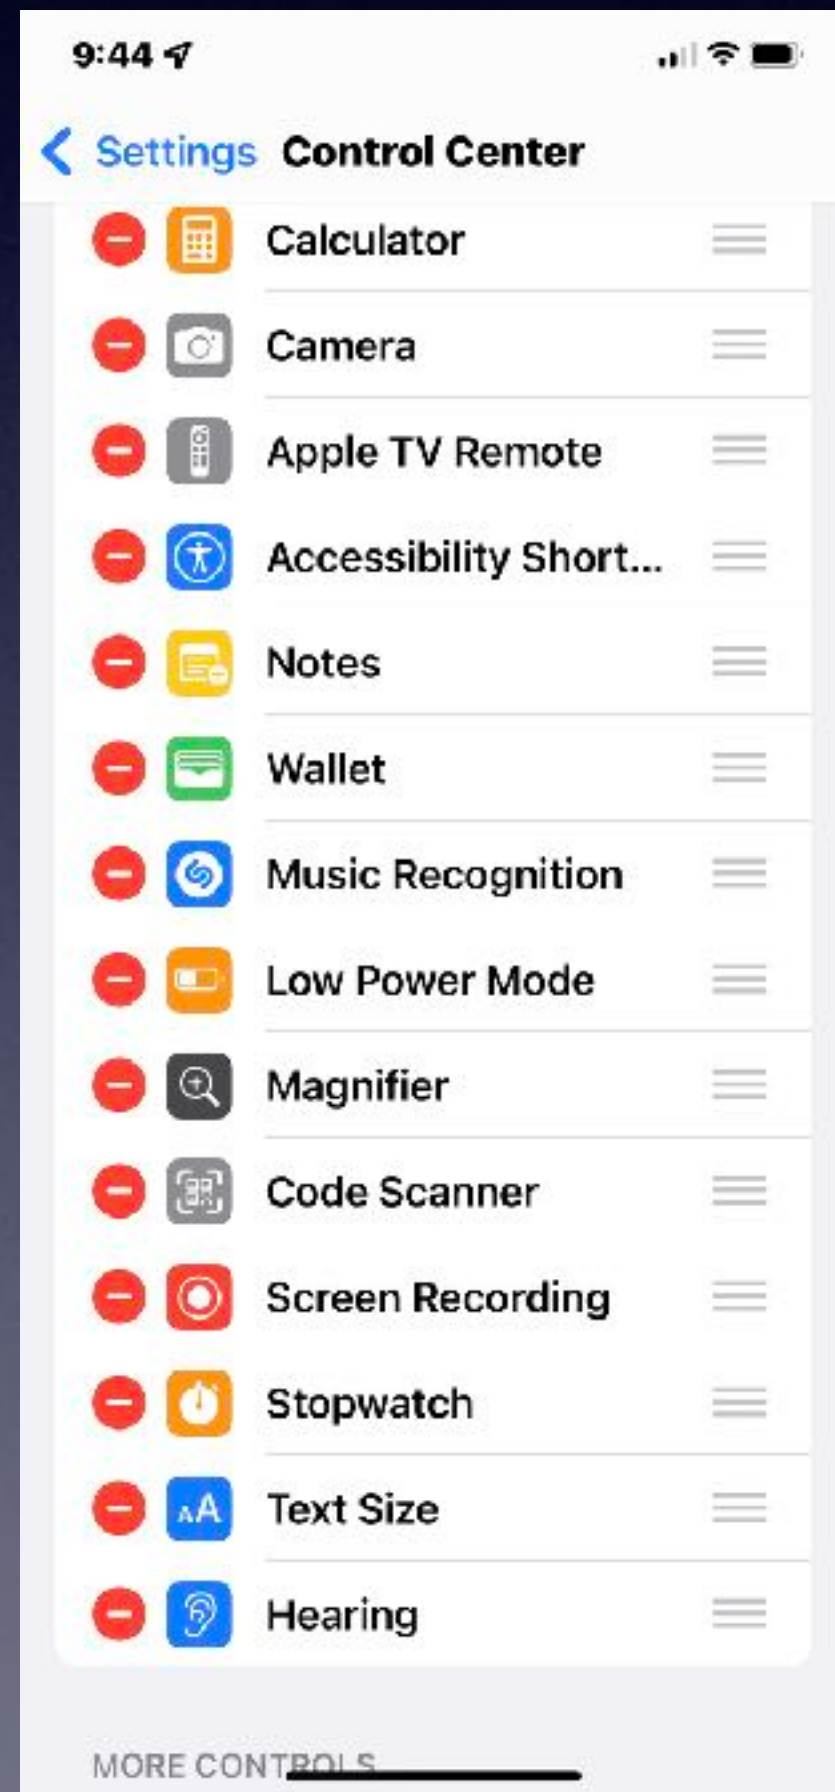 9:44
Settings Control Center
Calculator
Camera
Apple TV Remote
Accessibility Short...
Notes
Wallet
Music Recognition
Low Power Mode
Magnifier
Code Scanner
Screen Recording
Stopwatch
AA Text Size
Hearing
MORE CONTROLS